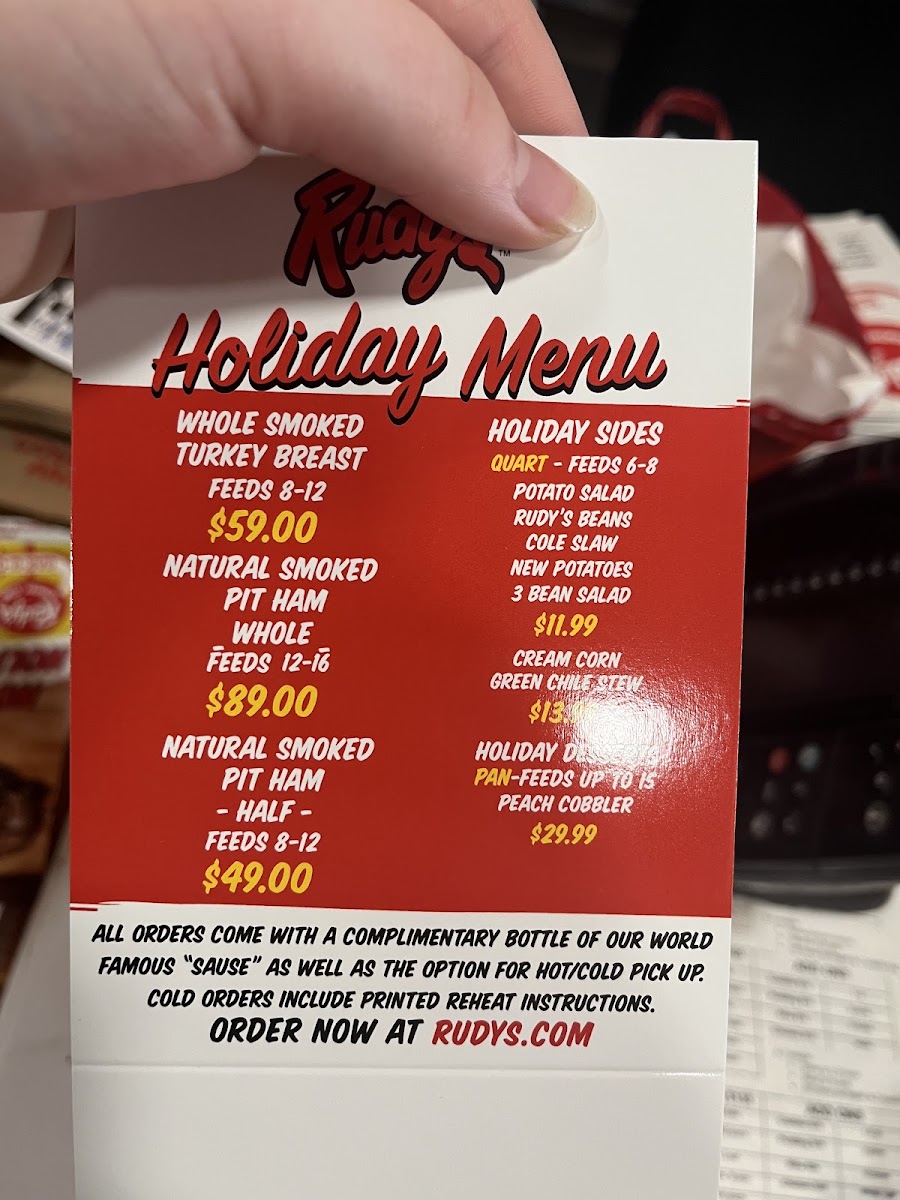 Rudy's
TM
Holiday Menu
WHOLE SMOKED
TURKEY BREAST
FEEDS 8-12
$59.00
NATURAL SMOKED
PIT HAM
WHOLE
FEEDS 12-16
$89.00
NATURAL SMOKED
PIT HAM
- HALF -
FEEDS 8-12
$49.00
HOLIDAY SIDES
QUART - FEEDS 6-8
POTATO SALAD
RUDY'S BEANS
COLE SLAW
NEW POTATOES
3 BEAN SALAD
$11.99
CREAM CORN
GREEN CHILE STEW
HOLIDAY DESSERTS
PAN-FEEDS UP TO 15
PEACH COBBLER
$29.99
ALL ORDERS COME WITH A COMPLIMENTARY BOTTLE OF OUR WORLD
FAMOUS "SAUSE" AS WELL AS THE OPTION FOR HOT/COLD PICK UP.
COLD ORDERS INCLUDE PRINTED REHEAT INSTRUCTIONS.
ORDER NOW AT RUDYS.COM